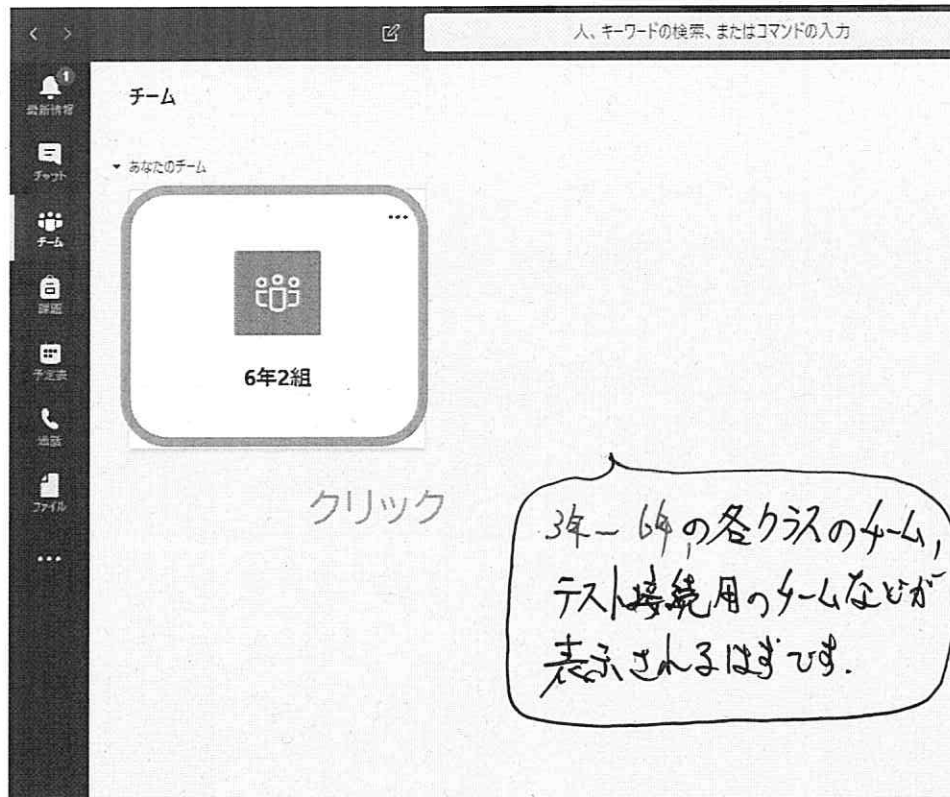 人、キーワードの検索、またはコマンドの入力
1
最新情報
チャット
チーム
課題
予定表
通話
ファイル
チーム
あなたのチーム
6年2組
クリック
3年ー6年の各クラスのチーム,
テスト接続用のチームなどが
表示されるはずです.